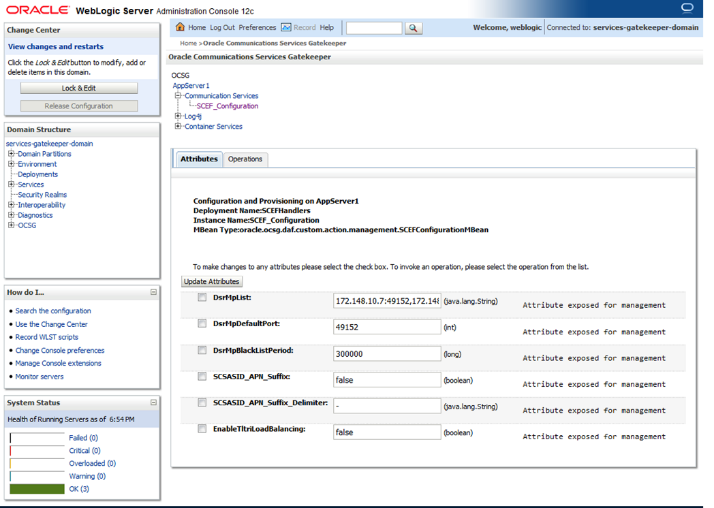 ORACLE WebLogic Server Administration Console 12c
Change Center
View changes and restarts
Click the Lock & Edit button to modify, add or
delete items in this domain.
Lock & Edit
Release Configuration
Domain Structure
services-gatekeeper-domain
Domain Partitions
Environment
Deployments
Services
Security Realms
Interoperability
Diagnostics
OCSG
How do I...
Search the configuration
Use the Change Center
Record WLST scripts
Change Console preferences
Manage Console extensions
Monitor servers
System Status
Health of Running Servers as of 6:54 PM
Failed (0)
Critical (0)
Overloaded (0)
Warning (0)
OK (3)
Home Log Out Preferences Record Help
Welcome, weblogic Connected to: services-gatekeeper-domain
Home >Oracle Communications Services Gatekeeper
Oracle Communications Services Gatekeeper
OCSG
AppServer1
Communication Services
SCEF_Configuration
Log4j
Container Services
Attributes Operations
Configuration and Provisioning on AppServer1
Deployment Name:SCEFHandlers
Instance Name:SCEF_Configuration
MBean Type:oracle.ocsg.daf.custom.action.management.SCEFConfigurationMBean
To make changes to any attributes please select the check box. To invoke an operation, please select the operation from the list.
Update Attributes
DsrMpList: 172.148.10.7:49152,172.148 (java.lang.String) Attribute exposed for management
DsrMpDefaultPort: 49152 (int) Attribute exposed for management
DsrMpBlackListPeriod: 300000 (long) Attribute exposed for management
SCSASID_APN_Suffix: false (boolean) Attribute exposed for management
SCSASID_APN_Suffix_Delimiter: - (java.lang.String) Attribute exposed for management
EnableTltriLoadBalancing: false (boolean) Attribute exposed for management